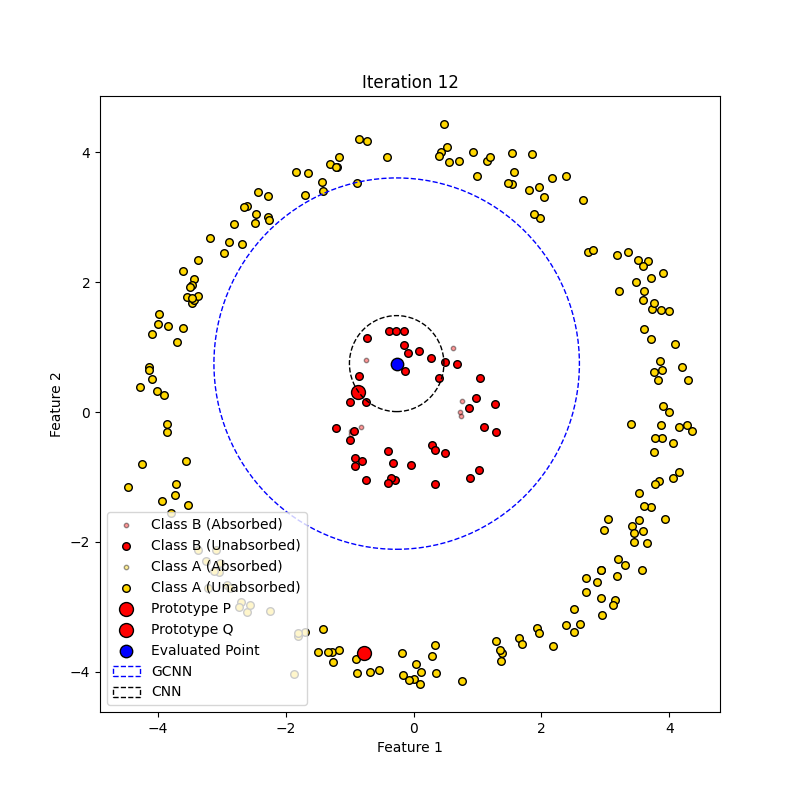 Iteration 12
4
2
0
−2
−4
Feature 2
Class B (Absorbed)
Class B (Unabsorbed)
Class A (Absorbed)
Class A (Unabsorbed)
Prototype P
Prototype Q
Evaluated Point
GCNN
CNN
−4 −2 0 2 4
Feature 1